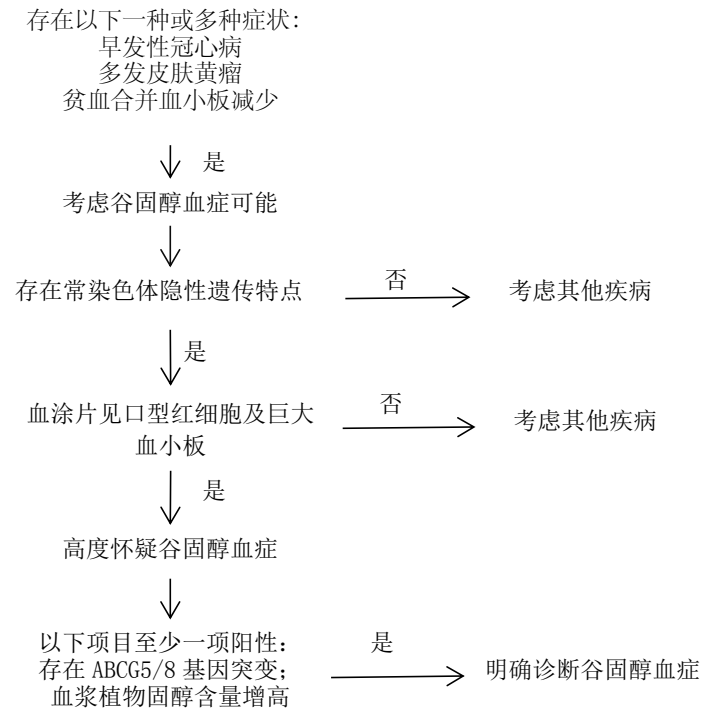 存在以下一种或多种症状:
早发性冠心病
多发皮肤黄瘤
贫血合并血小板减少
是
考虑谷固醇血症可能
存在常染色体隐性遗传特点
否
考虑其他疾病
是
血涂片见口型红细胞及巨大
血小板
否
考虑其他疾病
是
高度怀疑谷固醇血症
以下项目至少一项阳性：
存在 ABCG5/8 基因突变；
血浆植物固醇含量增高
是
明确诊断谷固醇血症